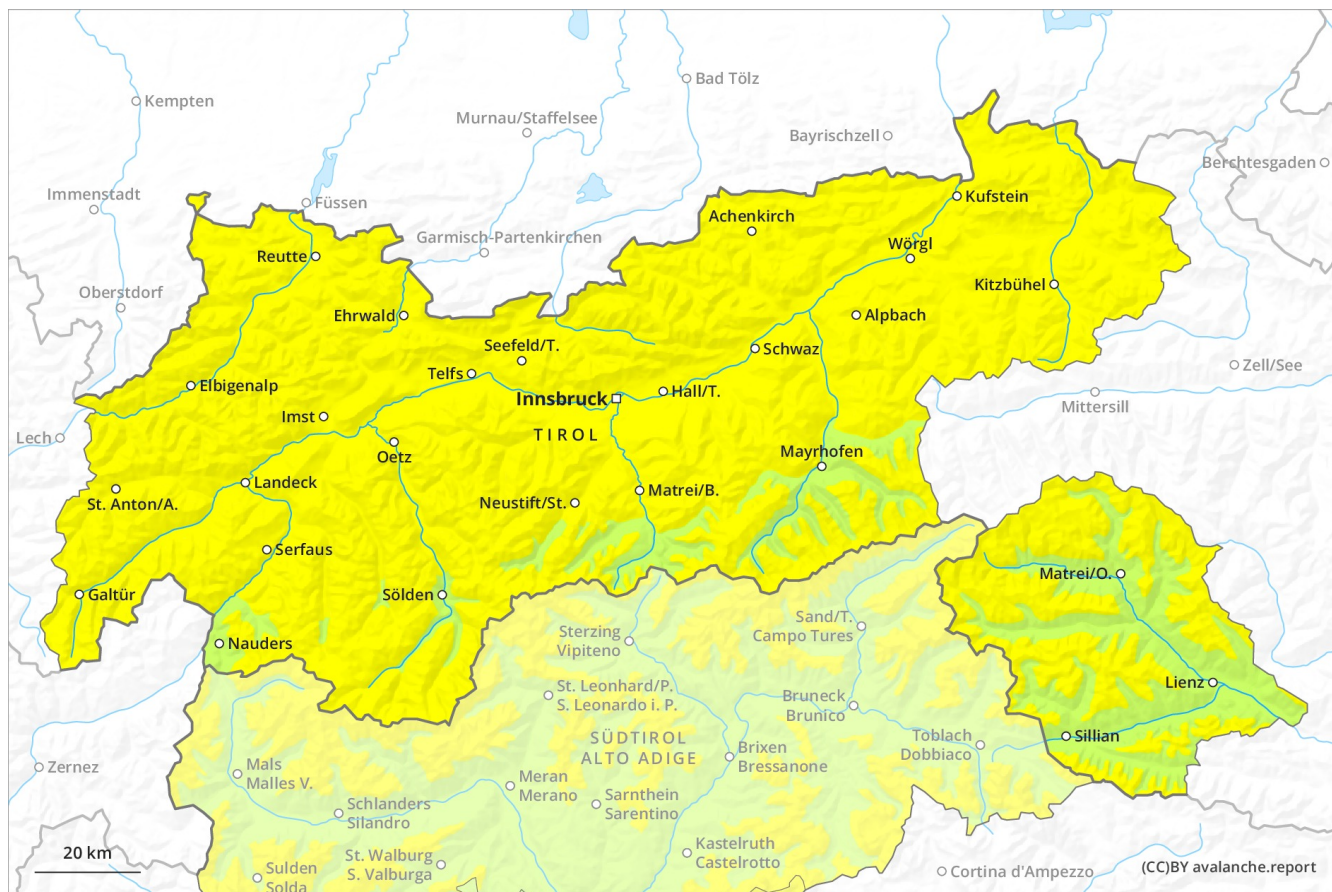 Bad Tölz
Kempten
Murnau/Staffelsee
Bayrischzell
Berchtesgaden
Immenstadt
Füssen
Kufstein
Achenkirch
Garmisch-Partenkirchen
Wörgl
Reutte
Kitzbühel
Oberstdorf
Ehrwald
Alpbach
Seefeld/T.
Schwaz
Zell/See
Telfs
Elbigenalp
Hall/T.
Innsbruck
Mittersill
Imst
TIROL
Lech
Oetz
Mayrhofen
Landeck
St. Anton/A.
Neustift/St.
Matrei/B.
Serfaus
Matrei/O.
Galtür
Sölden
Sand/T.
Campo Tures
Sterzing
Vipiteno
Nauders
Lienz
St. Leonhard/P.
S. Leonardo i. P.
Bruneck
Brunico
Sillian
SÜDTIROL
ALTO ADIGE
Toblach
Dobbiaco
Brixen
Bressanone
Zernez
Mals
Malles V.
Meran
Merano
Sarnthein
Sarentino
Schlanders
Silandro
Kastelruth
Castelrotto
20 km
St. Walburg
S. Valburga
Sulden
Solda
Cortina d'Ampezzo
(CC)BY avalanche.report